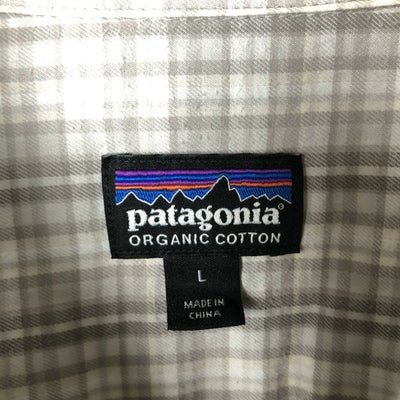 patagonia®
ORGANIC COTTON
L
MADE IN
CHINA